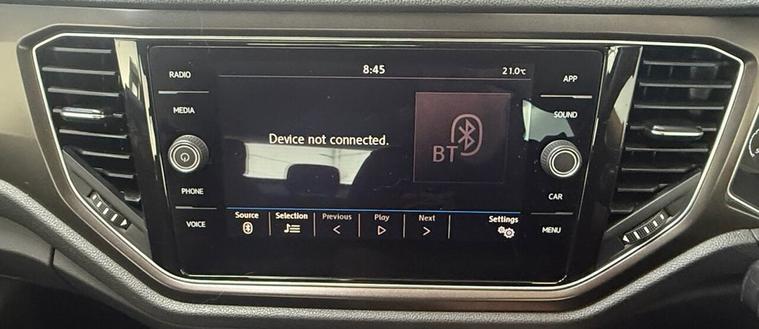 RADIO
MEDIA
PHONE
VOICE
8:45
21.0°C
Device not connected.
BT
Source
Selection
Previous
Play
Next
Settings
APP
SOUND
CAR
MENU